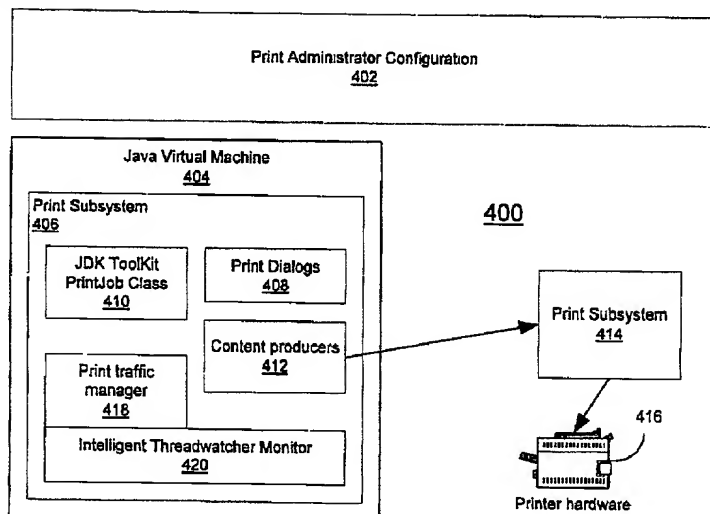 Print Administrator Configuration
402
Java Virtual Machine
404
Print Subsystem
406
400
JDK ToolKit
PrintJob Class
410
Print Dialogs
408
Content producers
412
Print Subsystem
414
Print traffic
manager
418
Intelligent Threadwatcher Monitor
420
416
Printer hardware